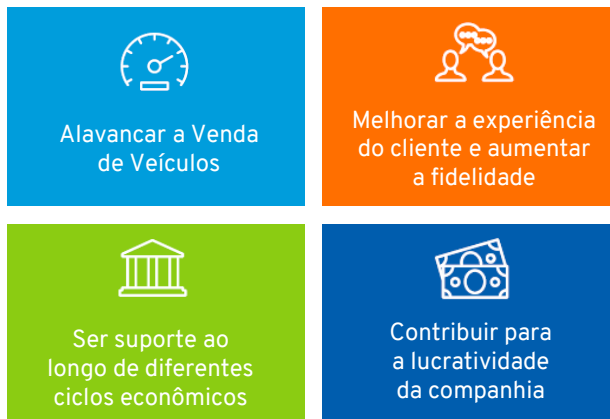 Alavancar a Venda
de Veículos
Melhorar a experiência
do cliente e aumentar
a fidelidade
Ser suporte ao
longo de diferentes
ciclos econômicos
Contribuir para
a lucratividade
da companhia